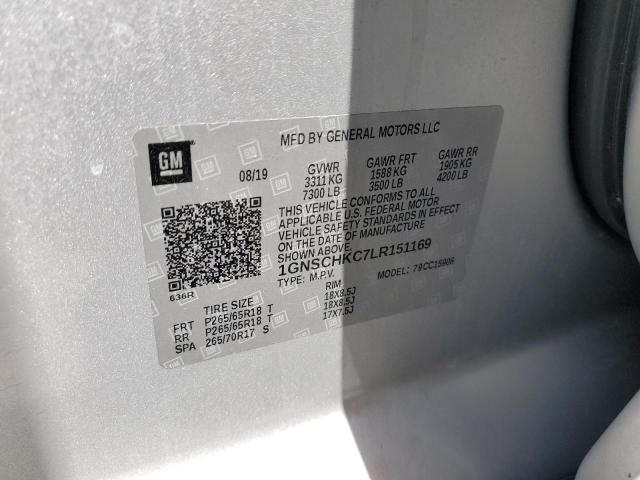 MFD BY GENERAL MOTORS LLC
GM
08/19
GVWR GAWR FRT GAWR RR
3311 KG 1588 KG 1905 KG
7300 LB 3500 LB 4200 LB
THIS VEHICLE CONFORMS TO ALL
APPLICABLE U.S. FEDERAL MOTOR
VEHICLE SAFETY STANDARDS IN EFFECT
ON THE DATE OF MANUFACTURE
SHOWN ABOVE.
1GNSCHKC7LR151169
TYPE: M.P.V. MODEL: 79CC15906
636R
TIRE SIZE RIM
FRT P265/65R18 T 18X8.5J
RR P265/65R18 T 18X8.5J
SPA 265/70R17 S 17X7.5J